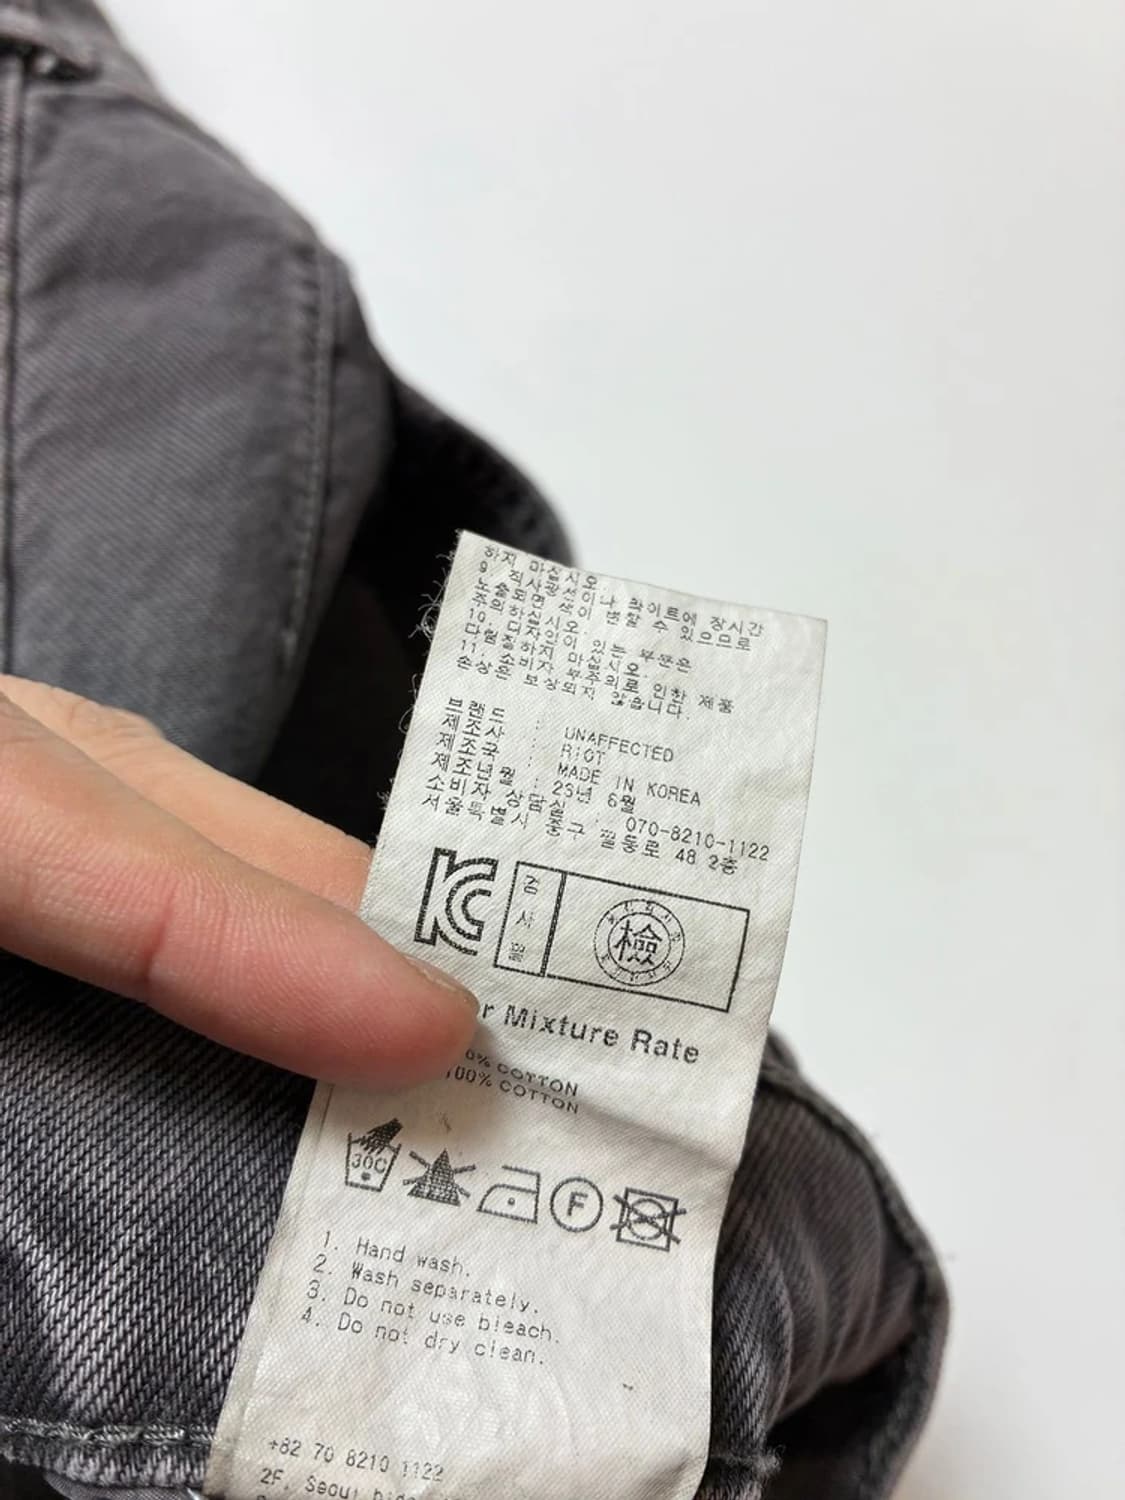 하지 마십시오.
9. 직사광선이나 라이트에 장시간
노출되면 색이 변할 수 있으므로
주의하십시오.
10. 디자인이 있는 부분은
다림질하지 마십시오.
11. 소비자 부주의로 인한 제품
손상은 보상되지 않습니다.
브랜드 : UNAFFECTED
제조사 : RIOT
제조국 : MADE IN KOREA
제조년월 : 23년 6월
소비자 상담실 : 070-8210-1122
서울특별시 중구 필동로 48 2층
KC
검사필
檢
r Mixture Rate
0% COTTON
100% COTTON
30C
F
1. Hand wash.
2. Wash separately.
3. Do not use bleach.
4. Do not dry clean.
+82 70 8210 1122
2F, Seoul